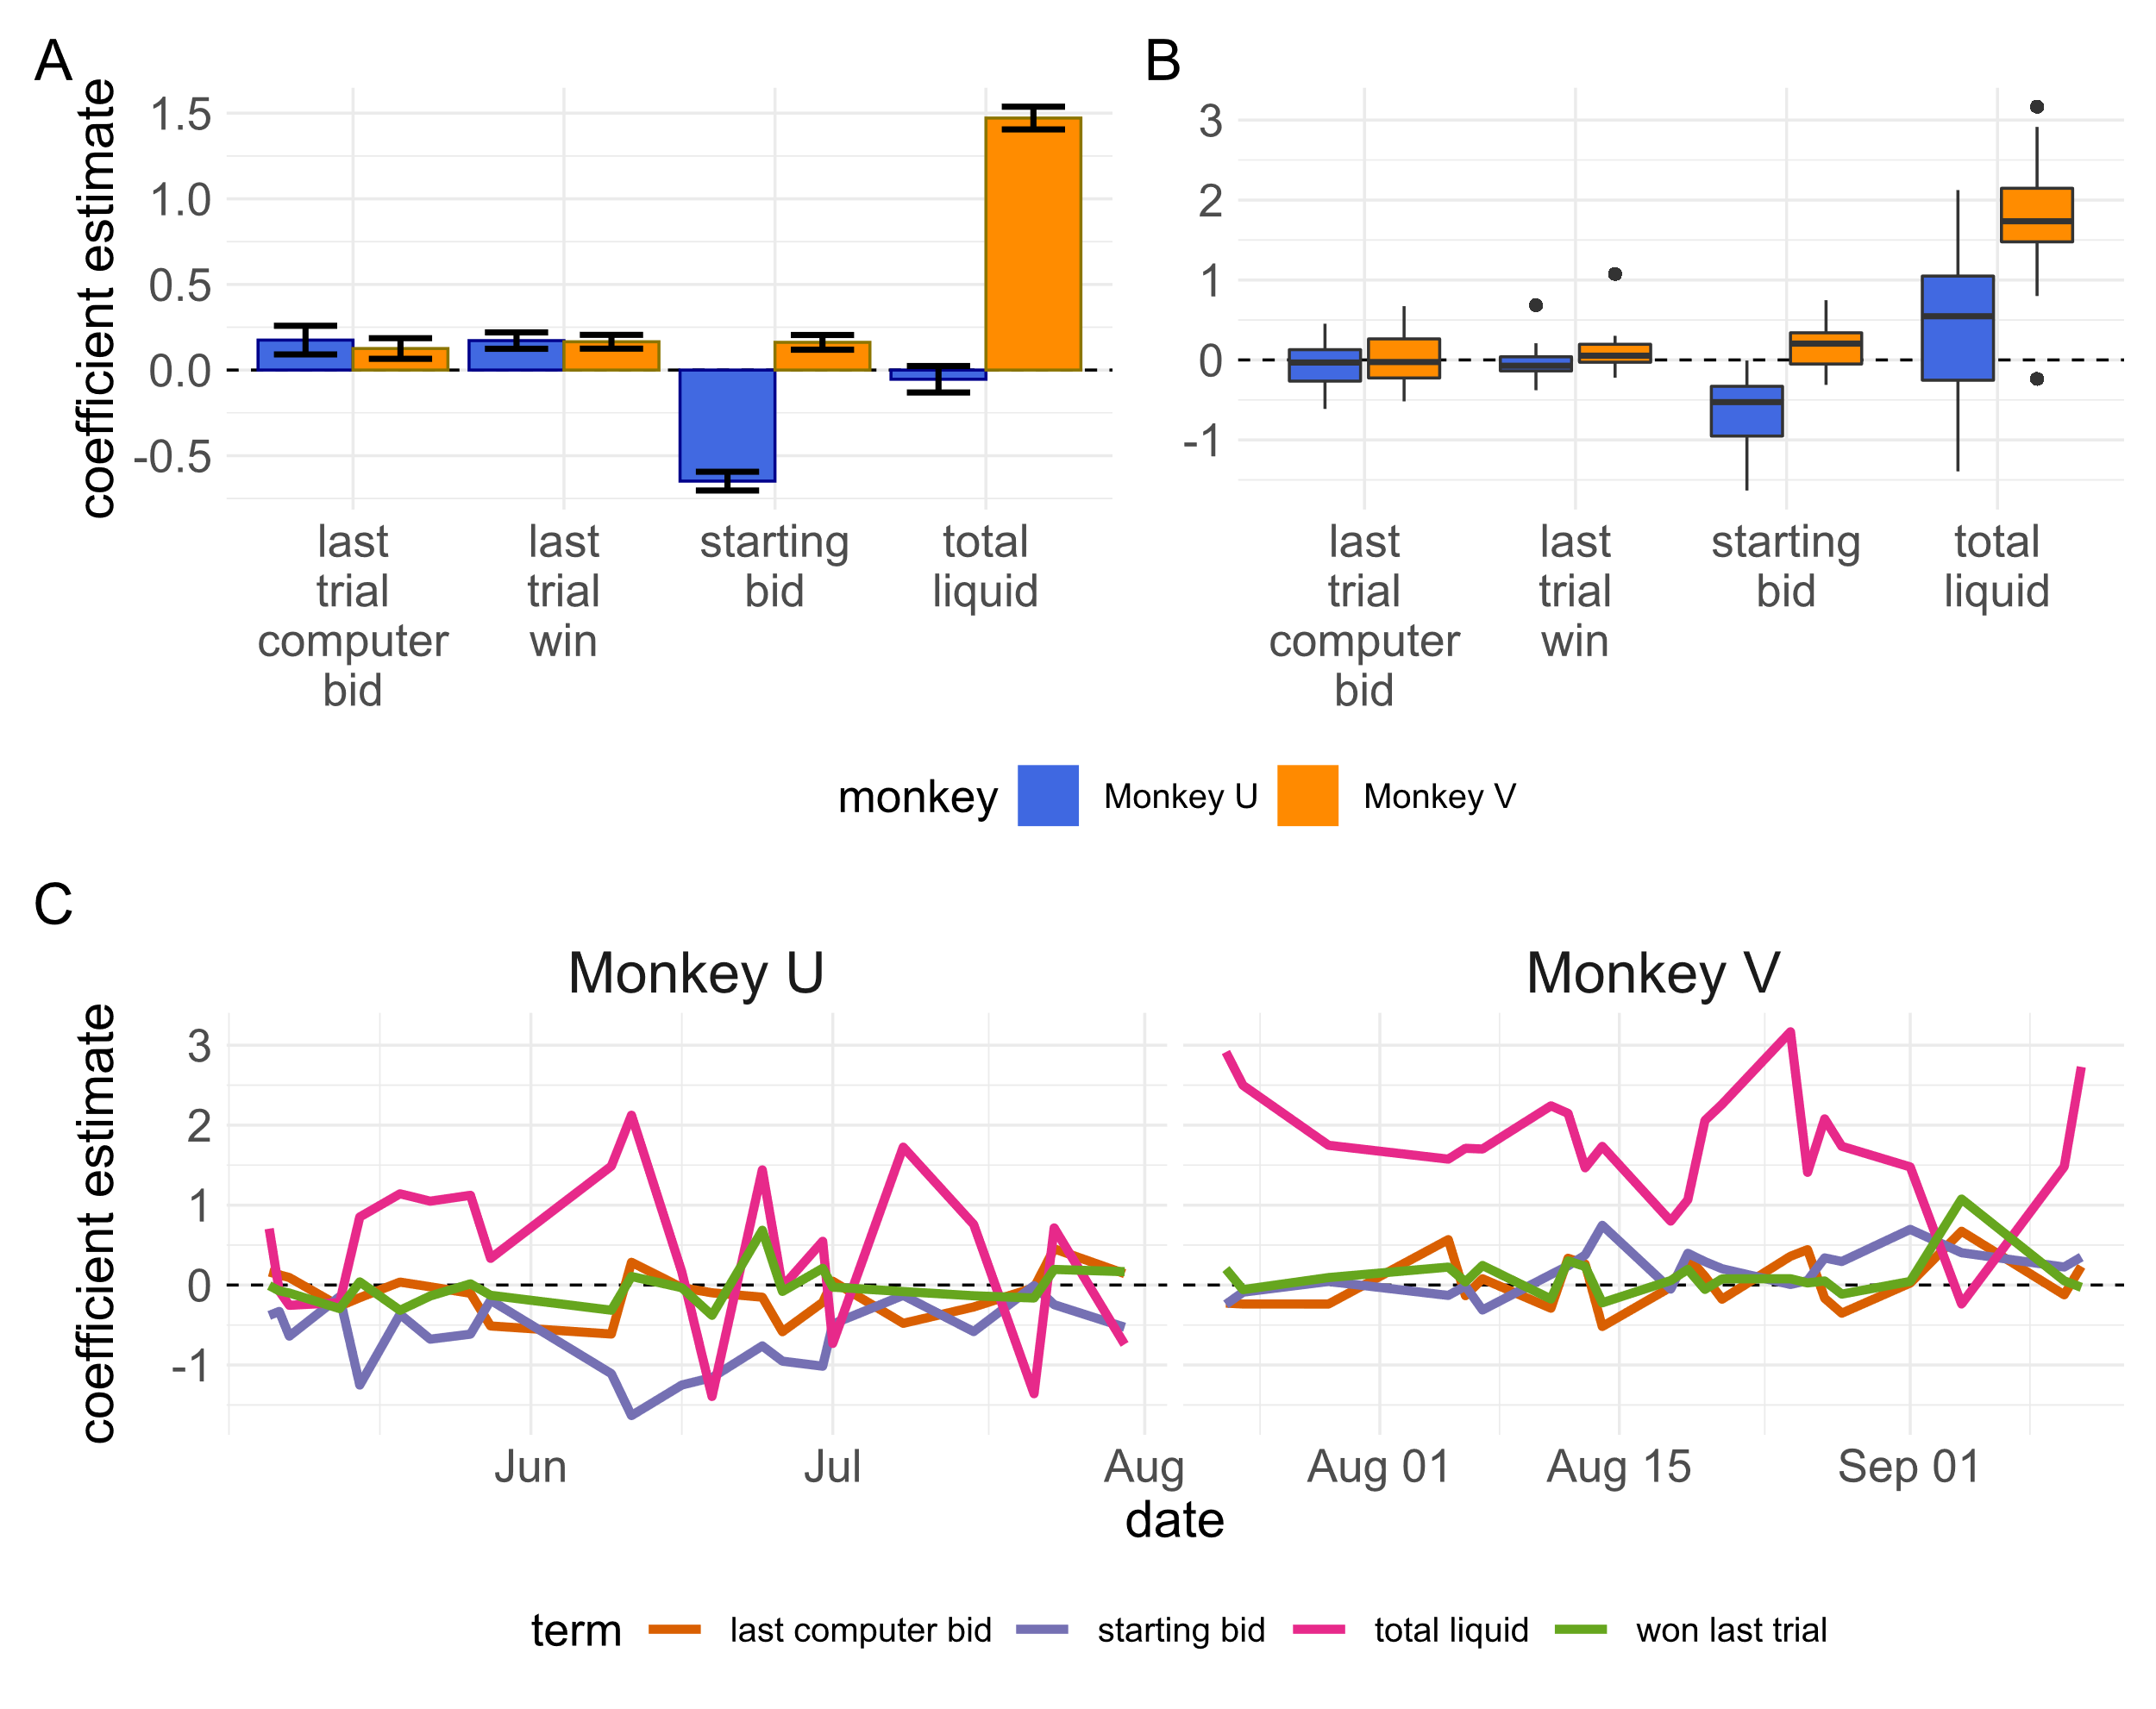 A
coefficient estimate
1.5
1.0
0.5
0.0
-0.5
last
trial
computer
bid
last
trial
win
starting
bid
total
liquid
B
3
2
1
0
-1
last
trial
computer
bid
last
trial
win
starting
bid
total
liquid
monkey Monkey U Monkey V
C
Monkey U Monkey V
coefficient estimate
3
2
1
0
-1
Jun Jul Aug Aug 01 Aug 15 Sep 01
date
term last computer bid starting bid total liquid won last trial